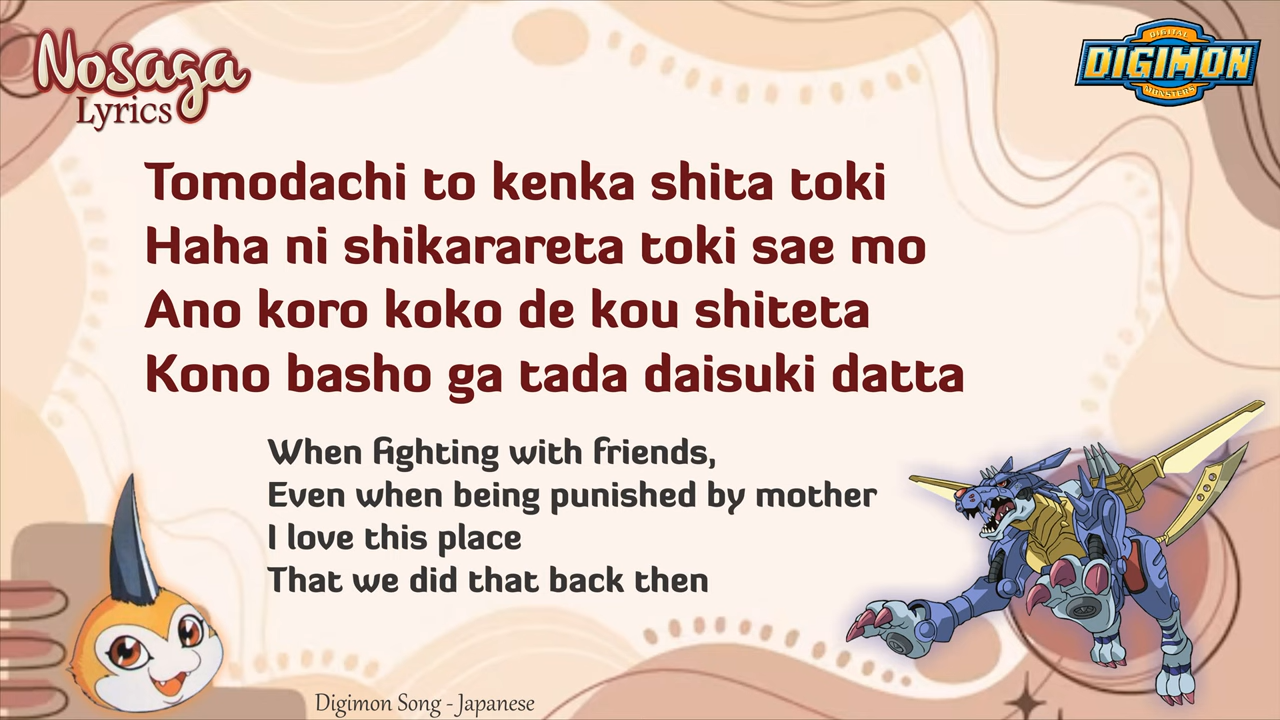 Nosaga
Lyrics
DIGITAL
DIGIMON
MONSTERS
Tomodachi to kenka shita toki
Haha ni shikarareta toki sae mo
Ano koro koko de kou shiteta
Kono basho ga tada daisuki datta
When fighting with friends,
Even when being punished by mother
I love this place
That we did that back then
Digimon Song - Japanese